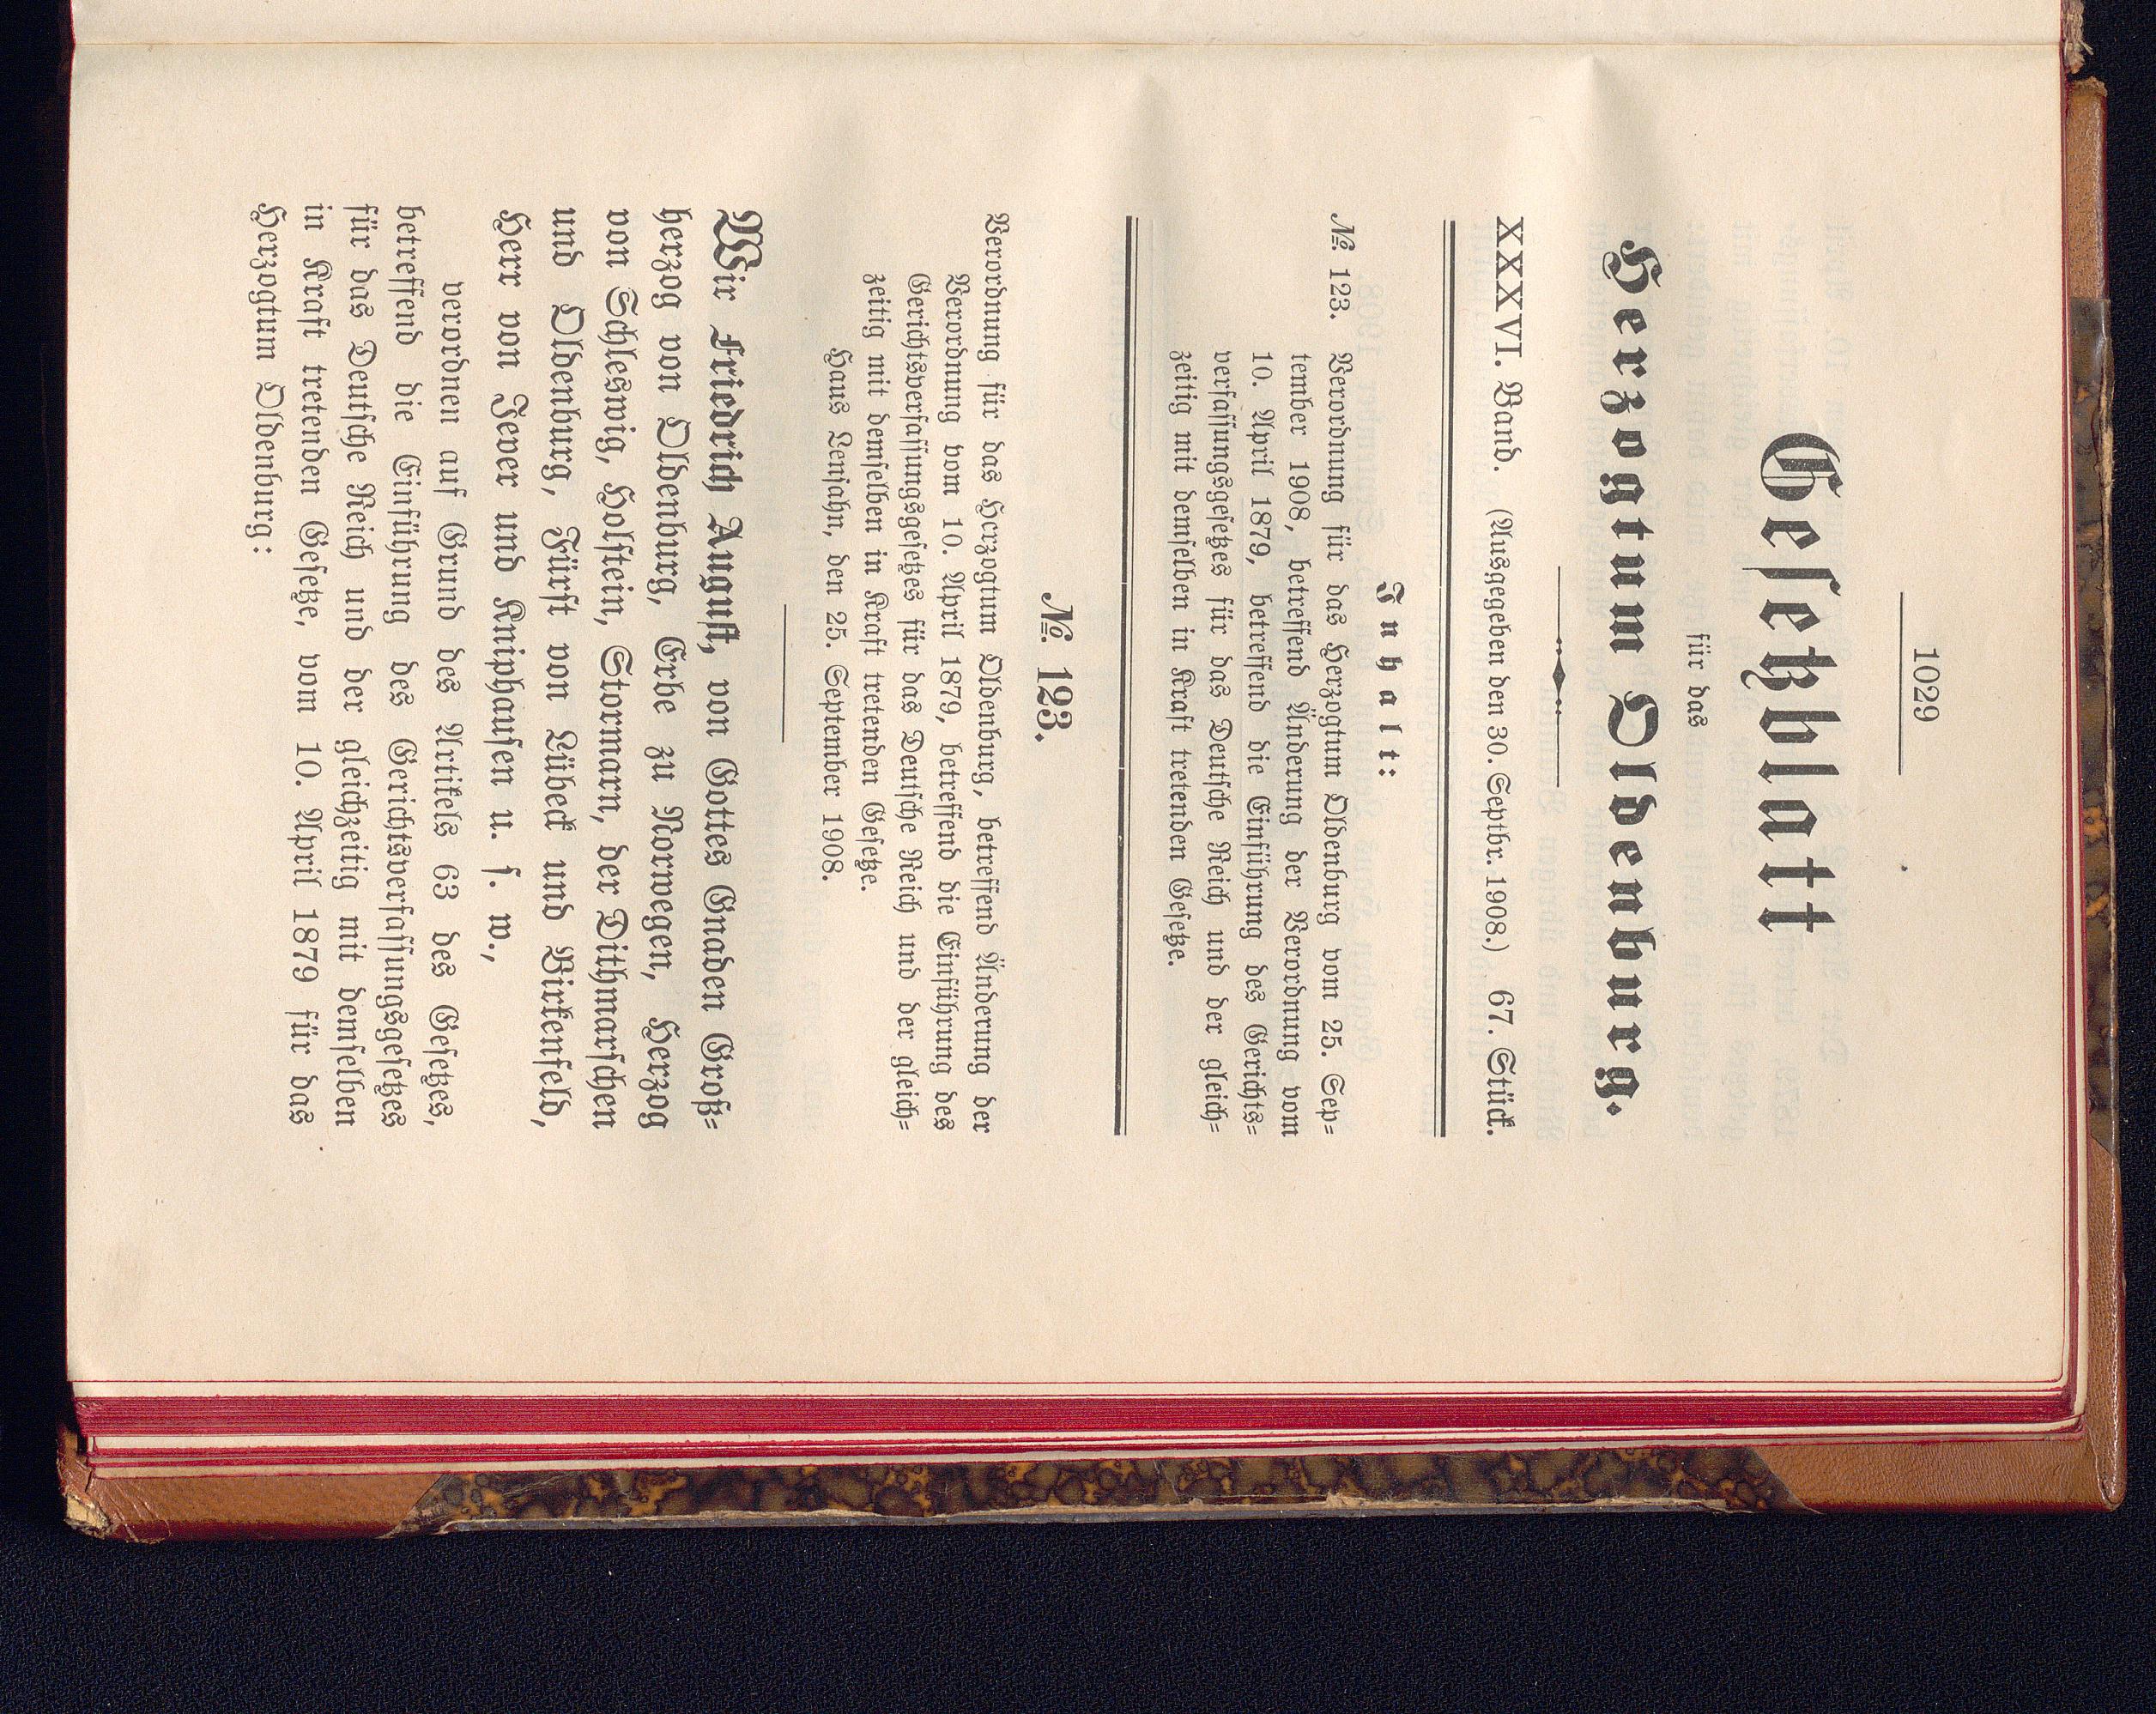 1029
Gesetzblatt
für das
Herzogtum Oldenburg.
XXXVI. Band. (Ausgegeben den 30. Septbr. 1908.) 67. Stück.
Inhalt:
№. 123. Verordnung für das Herzogtum Oldenburg vom 25. Sep-
tember 1908, betreffend Änderung der Verordnung vom
10. April 1879, betreffend die Einführung des Gerichts-
verfassungsgesetzes für das Deutsche Reich und der gleich-
zeitig mit demselben in Kraft tretenden Gesetze.
№. 123.
Verordnung für das Herzogtum Oldenburg, betreffend Änderung der
Verordnung vom 10. April 1879, betreffend die Einführung des
Gerichtsverfassungsgesetzes für das Deutsche Reich und der gleich-
zeitig mit demselben in Kraft tretenden Gesetze.
Haus Lensahn, den 25. September 1908.
Wir Friedrich August, von Gottes Gnaden Groß-
herzog von Oldenburg, Erbe zu Norwegen, Herzog
von Schleswig, Holstein, Stormarn, der Dithmarschen
und Oldenburg, Fürst von Lübeck und Birkenfeld,
Herr von Jever und Kniphausen u. s. w.,
verordnen auf Grund des Artikels 63 des Gesetzes,
betreffend die Einführung des Gerichtsverfassungsgesetzes
für das Deutsche Reich und der gleichzeitig mit demselben
in Kraft tretenden Gesetze, vom 10. April 1879 für das
Herzogtum Oldenburg: